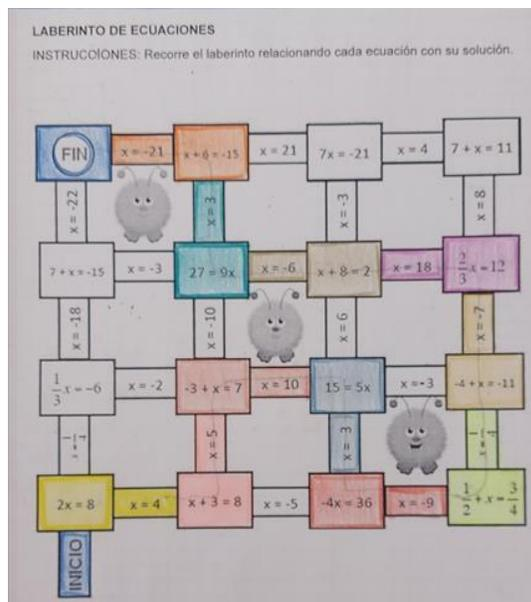 LABERINTO DE ECUACIONES
INSTRUCCIONES: Recorre el laberinto relacionando cada ecuación con su solución.
FIN x = -21 x + 6 = -15 x = 21 7x = -21 x = 4 7 + x = 11
x = -22 x = 3 x = -3 x = 8
7 + x = -15 x = -3 27 = 9x x = -6 x + 8 = 2 x = 18 2/3 x = 12
x = -18 x = -10 x = 6 x = -7
1/3 x = -6 x = -2 -3 + x = 7 x = 10 15 = 5x x = -3 -4 + x = -11
x = 5 x = 3
2x = 8 x = 4 x + 3 = 8 x = -5 -4x = 36 x = -9 1/2 + x = 3/4
INICIO